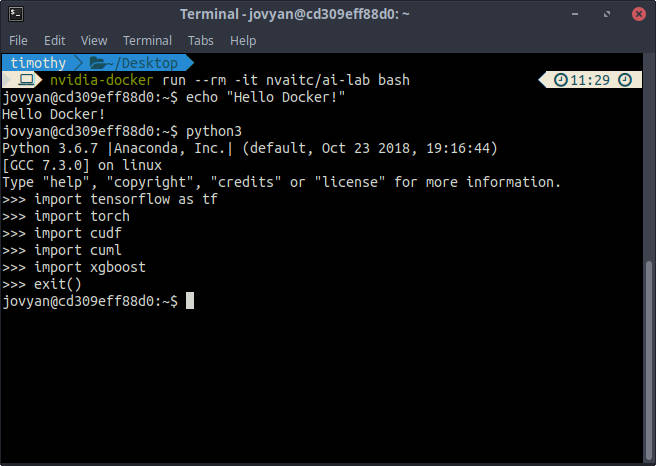 Terminal - jovyan@cd309eff88d0: ~
File Edit View Terminal Tabs Help
timothy ~/Desktop
nvidia-docker run --rm -it nvaitc/ai-lab bash 11:29
jovyan@cd309eff88d0:~$ echo "Hello Docker!"
Hello Docker!
jovyan@cd309eff88d0:~$ python3
Python 3.6.7 |Anaconda, Inc.| (default, Oct 23 2018, 19:16:44)
[GCC 7.3.0] on linux
Type "help", "copyright", "credits" or "license" for more information.
>>> import tensorflow as tf
>>> import torch
>>> import cudf
>>> import cuml
>>> import xgboost
>>> exit()
jovyan@cd309eff88d0:~$